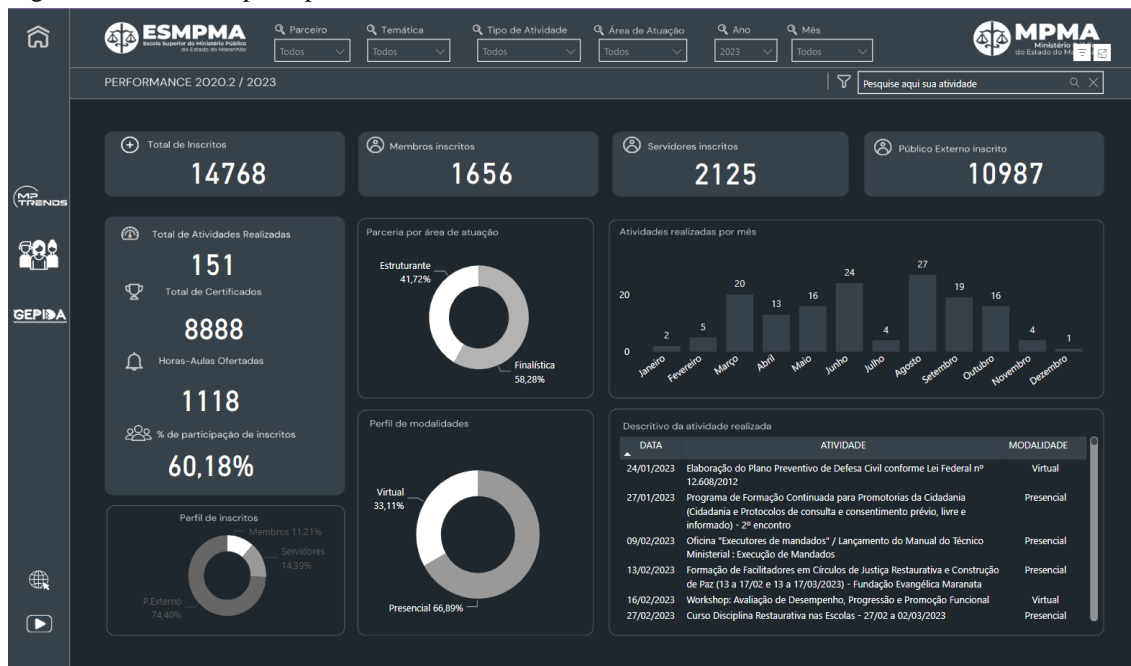 ESMPMA
Escola Superior do Ministério Público
do Estado do Maranhão
Parceiro
Todos
Temática
Todos
Tipo de Atividade
Todos
Área de Atuação
Todos
Ano
2023
Mês
Todos
MPMA
Ministério
do Estado do
PERFORMANCE 2020.2 / 2023
Pesquise aqui sua atividade
MP
TRENDS
GEPIDA
Total de Inscritos
14768
Membros inscritos
1656
Servidores inscritos
2125
Público Externo inscrito
10987
Total de Atividades Realizadas
151
Total de Certificados
8888
Horas-Aulas Ofertadas
1118
% de participação de inscritos
60,18%
Parceria por área de atuação
Estruturante
41,72%
Finalística
58,28%
Atividades realizadas por mês
20
0
2
5
20
13
16
24
4
27
19
16
4
1
Janeiro
Fevereiro
Março
Abril
Maio
Junho
Julho
Agosto
Setembro
Outubro
Novembro
Dezembro
Perfil de inscritos
Membros 11,21%
Servidores
14,39%
P.Externo
74,40%
Perfil de modalidades
Virtual
33,11%
Presencial 66,89%
Descritivo da atividade realizada
DATA ATIVIDADE MODALIDADE
24/01/2023 Elaboração do Plano Preventivo de Defesa Civil conforme Lei Federal nº Virtual
12.608/2012
27/01/2023 Programa de Formação Continuada para Promotorias da Cidadania Presencial
(Cidadania e Protocolos de consulta e consentimento prévio, livre e
informado) - 2º encontro
09/02/2023 Oficina "Executores de mandados" / Lançamento do Manual do Técnico Presencial
Ministerial : Execução de Mandados
13/02/2023 Formação de Facilitadores em Círculos de Justiça Restaurativa e Construção Presencial
de Paz (13 a 17/02 e 13 a 17/03/2023) - Fundação Evangélica Maranata
16/02/2023 Workshop: Avaliação de Desempenho, Progressão e Promoção Funcional Virtual
27/02/2023 Curso Disciplina Restaurativa nas Escolas - 27/02 a 02/03/2023 Presencial